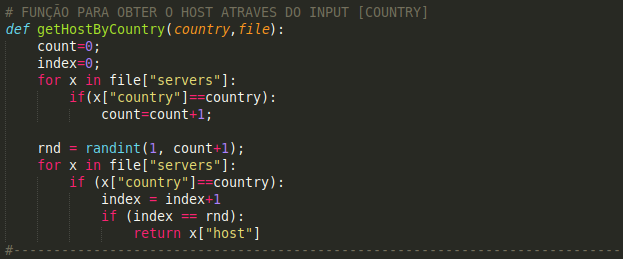 # FUNÇÃO PARA OBTER O HOST ATRAVES DO INPUT [COUNTRY]
def getHostByCountry(country,file):
    count=0;
    index=0;
    for x in file["servers"]:
        if(x["country"]==country):
            count=count+1;

    rnd = randint(1, count+1);
    for x in file["servers"]:
        if (x["country"]==country):
            index = index+1
            if (index == rnd):
                return x["host"]
#----------------------------------------------------------------------------